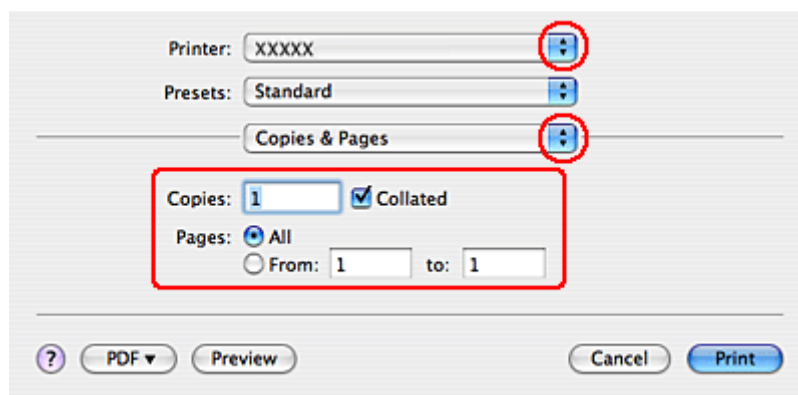 Printer: XXXXX
Presets: Standard
Copies & Pages
Copies: 1 Collated
Pages: All
From: 1 to: 1
? PDF Preview Cancel Print